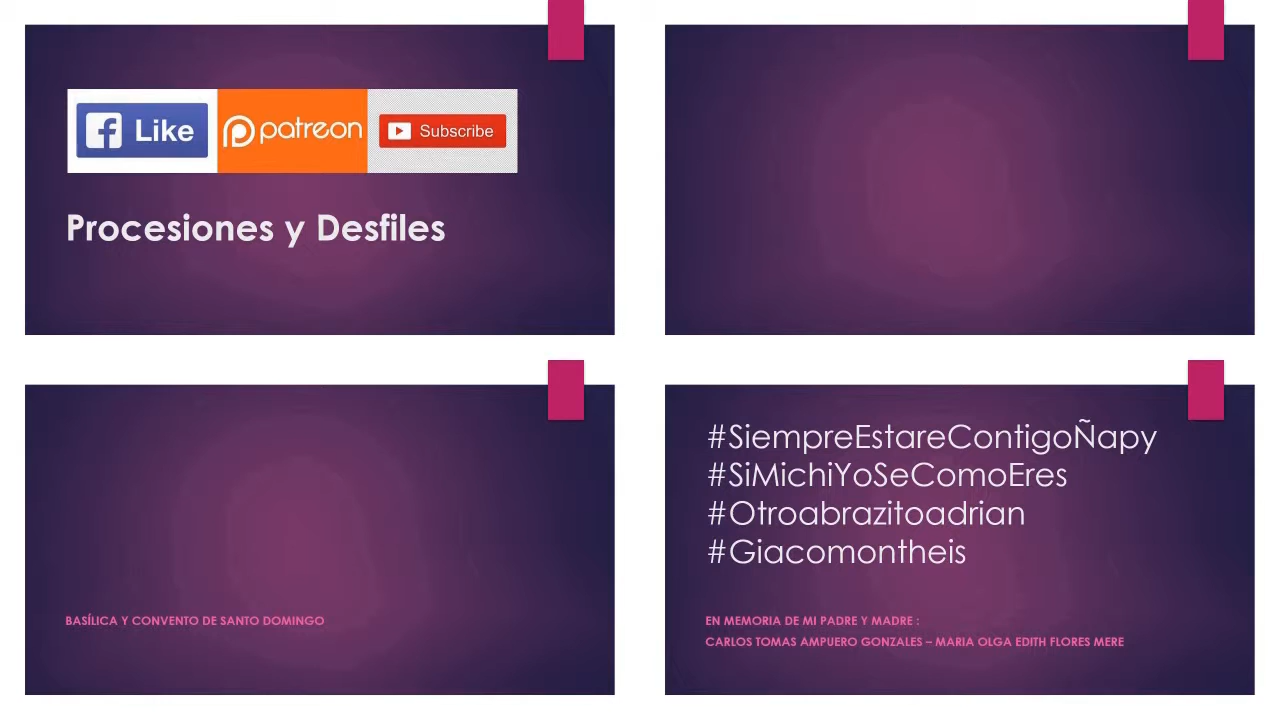 Like
patreon
Subscribe
Procesiones y Desfiles
BASÍLICA Y CONVENTO DE SANTO DOMINGO
#SiempreEstareContigoÑapy
#SiMichiYoSeComoEres
#Otroabrazitoadrian
#Giacomontheis
EN MEMORIA DE MI PADRE Y MADRE :
CARLOS TOMAS AMPUERO GONZALES – MARIA OLGA EDITH FLORES MERE